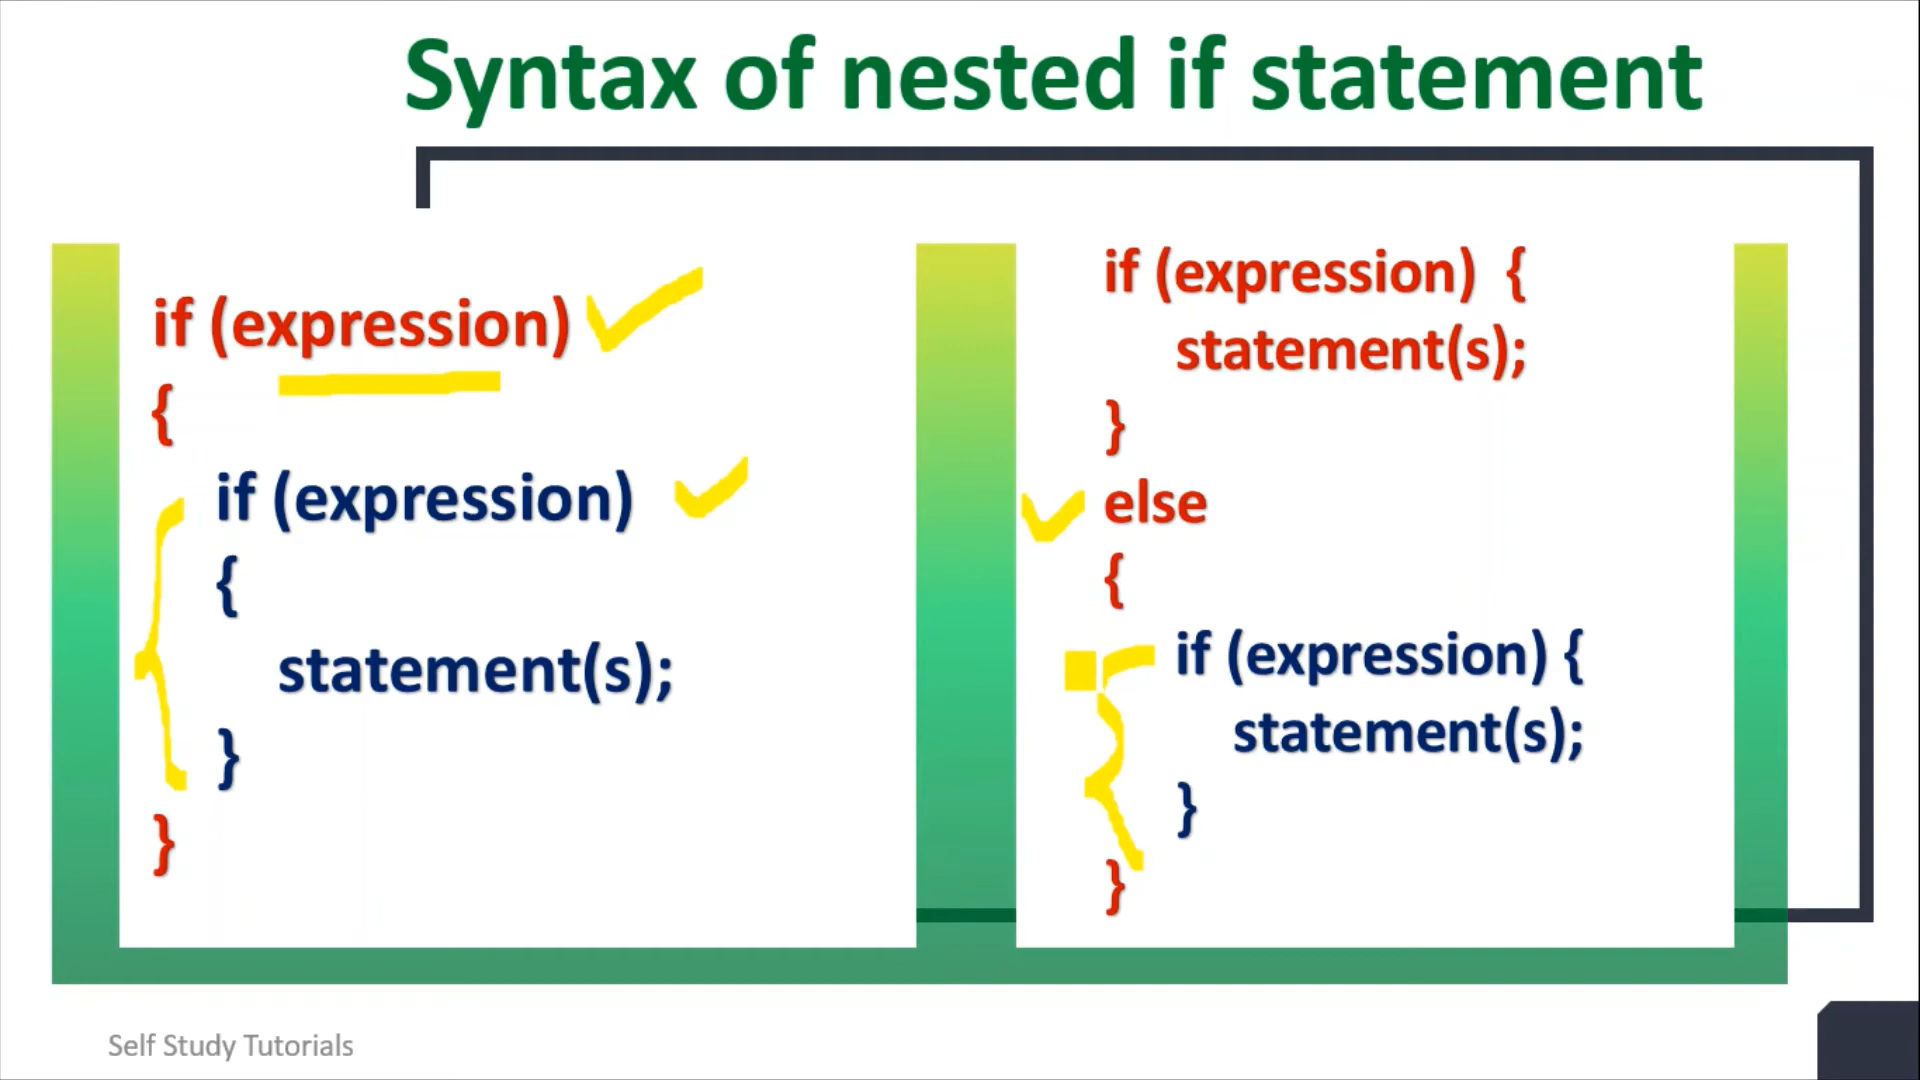 Syntax of nested if statement
if (expression)
{
if (expression)
{
statement(s);
}
}
if (expression) {
statement(s);
}
else
{
if (expression) {
statement(s);
}
}
Self Study Tutorials